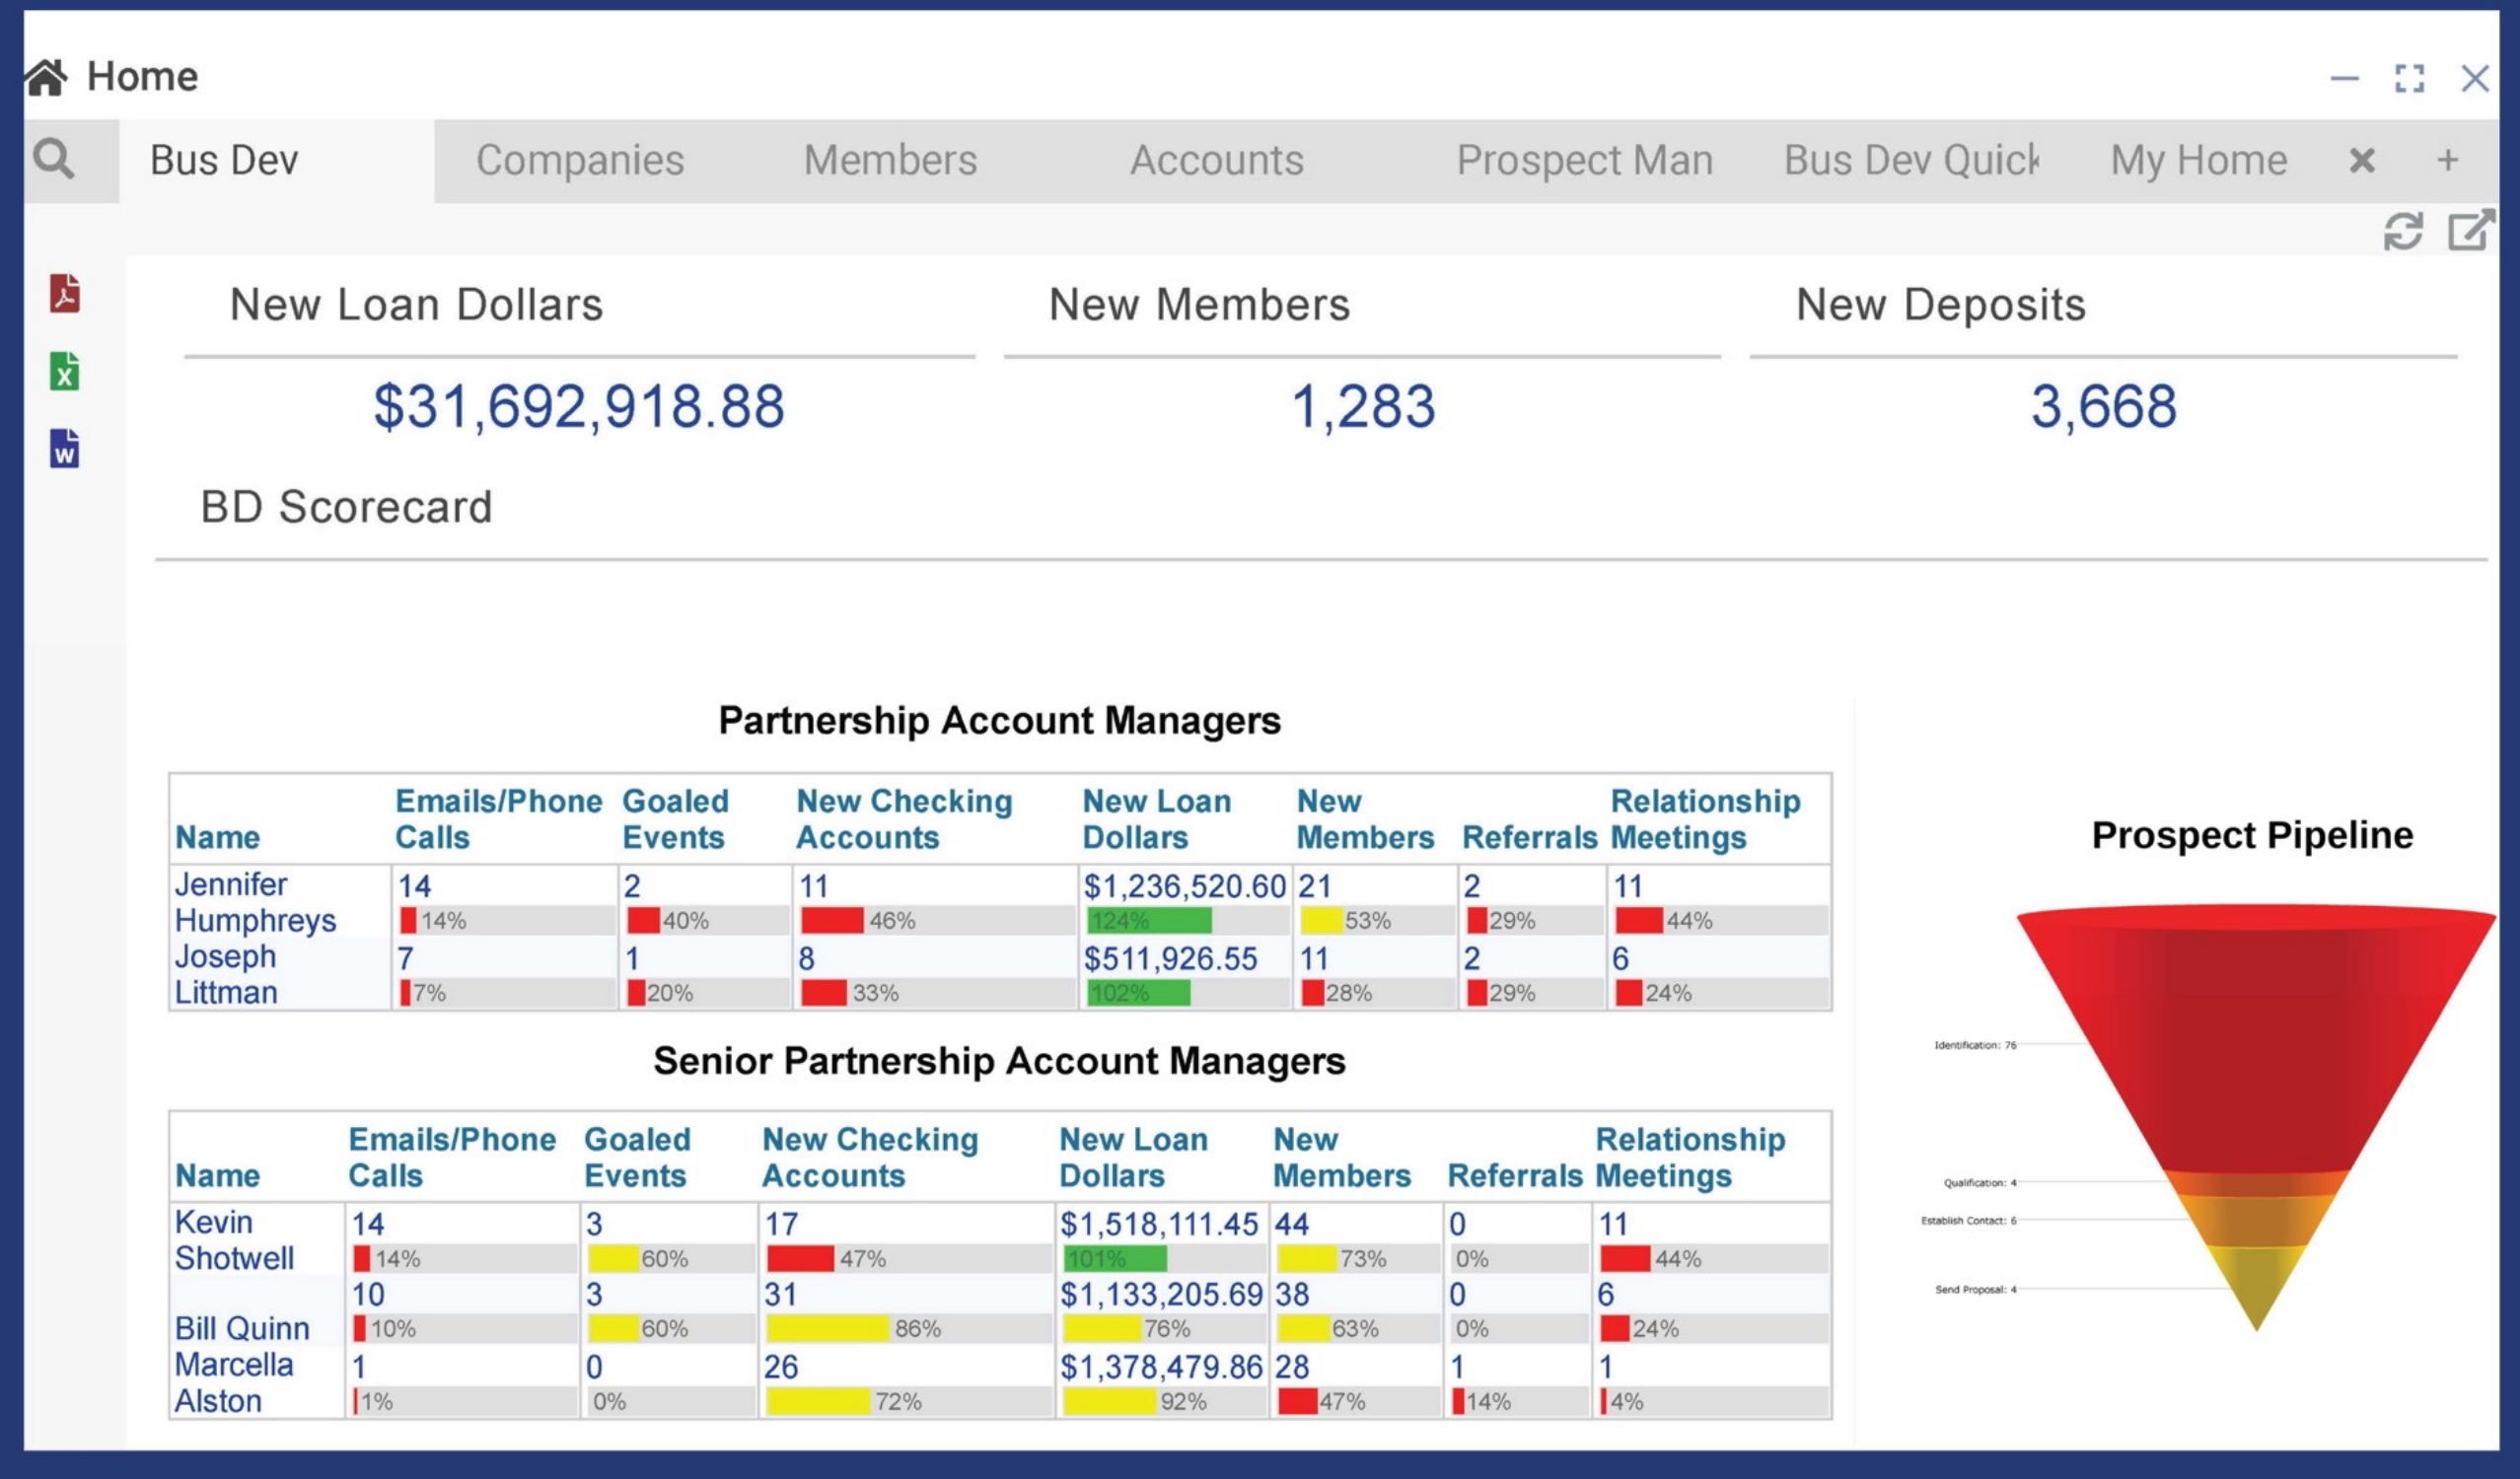 Home
Bus Dev Companies Members Accounts Prospect Man Bus Dev Quick My Home
New Loan Dollars New Members New Deposits
$31,692,918.88 1,283 3,668
BD Scorecard
Partnership Account Managers
Name Emails/Phone Calls Goaled Events New Checking Accounts New Loan Dollars New Members Referrals Relationship Meetings
Jennifer Humphreys 14 2 11 $1,236,520.60 21 2 11
14% 40% 46% 124% 53% 29% 44%
Joseph Littman 7 1 8 $511,926.55 11 2 6
7% 20% 33% 102% 28% 29% 24%
Senior Partnership Account Managers
Name Emails/Phone Calls Goaled Events New Checking Accounts New Loan Dollars New Members Referrals Relationship Meetings
Kevin Shotwell 14 3 17 $1,518,111.45 44 0 11
14% 60% 47% 101% 73% 0% 44%
Bill Quinn 10 3 31 $1,133,205.69 38 0 6
10% 60% 86% 76% 63% 0% 24%
Marcella Alston 1 0 26 $1,378,479.86 28 1 1
1% 0% 72% 92% 47% 14% 4%
Prospect Pipeline
Identification: 76
Qualification: 4
Establish Contact: 6
Send Proposal: 4